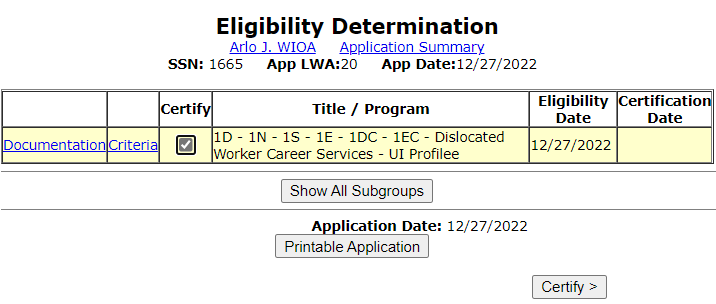 Eligibility Determination
Arlo J. WIOA Application Summary
SSN: 1665 App LWA:20 App Date:12/27/2022
Certify Title / Program Eligibility Date Certification Date
Documentation Criteria 1D - 1N - 1S - 1E - 1DC - 1EC - Dislocated
Worker Career Services - UI Profilee 12/27/2022
Show All Subgroups
Application Date: 12/27/2022
Printable Application
Certify >